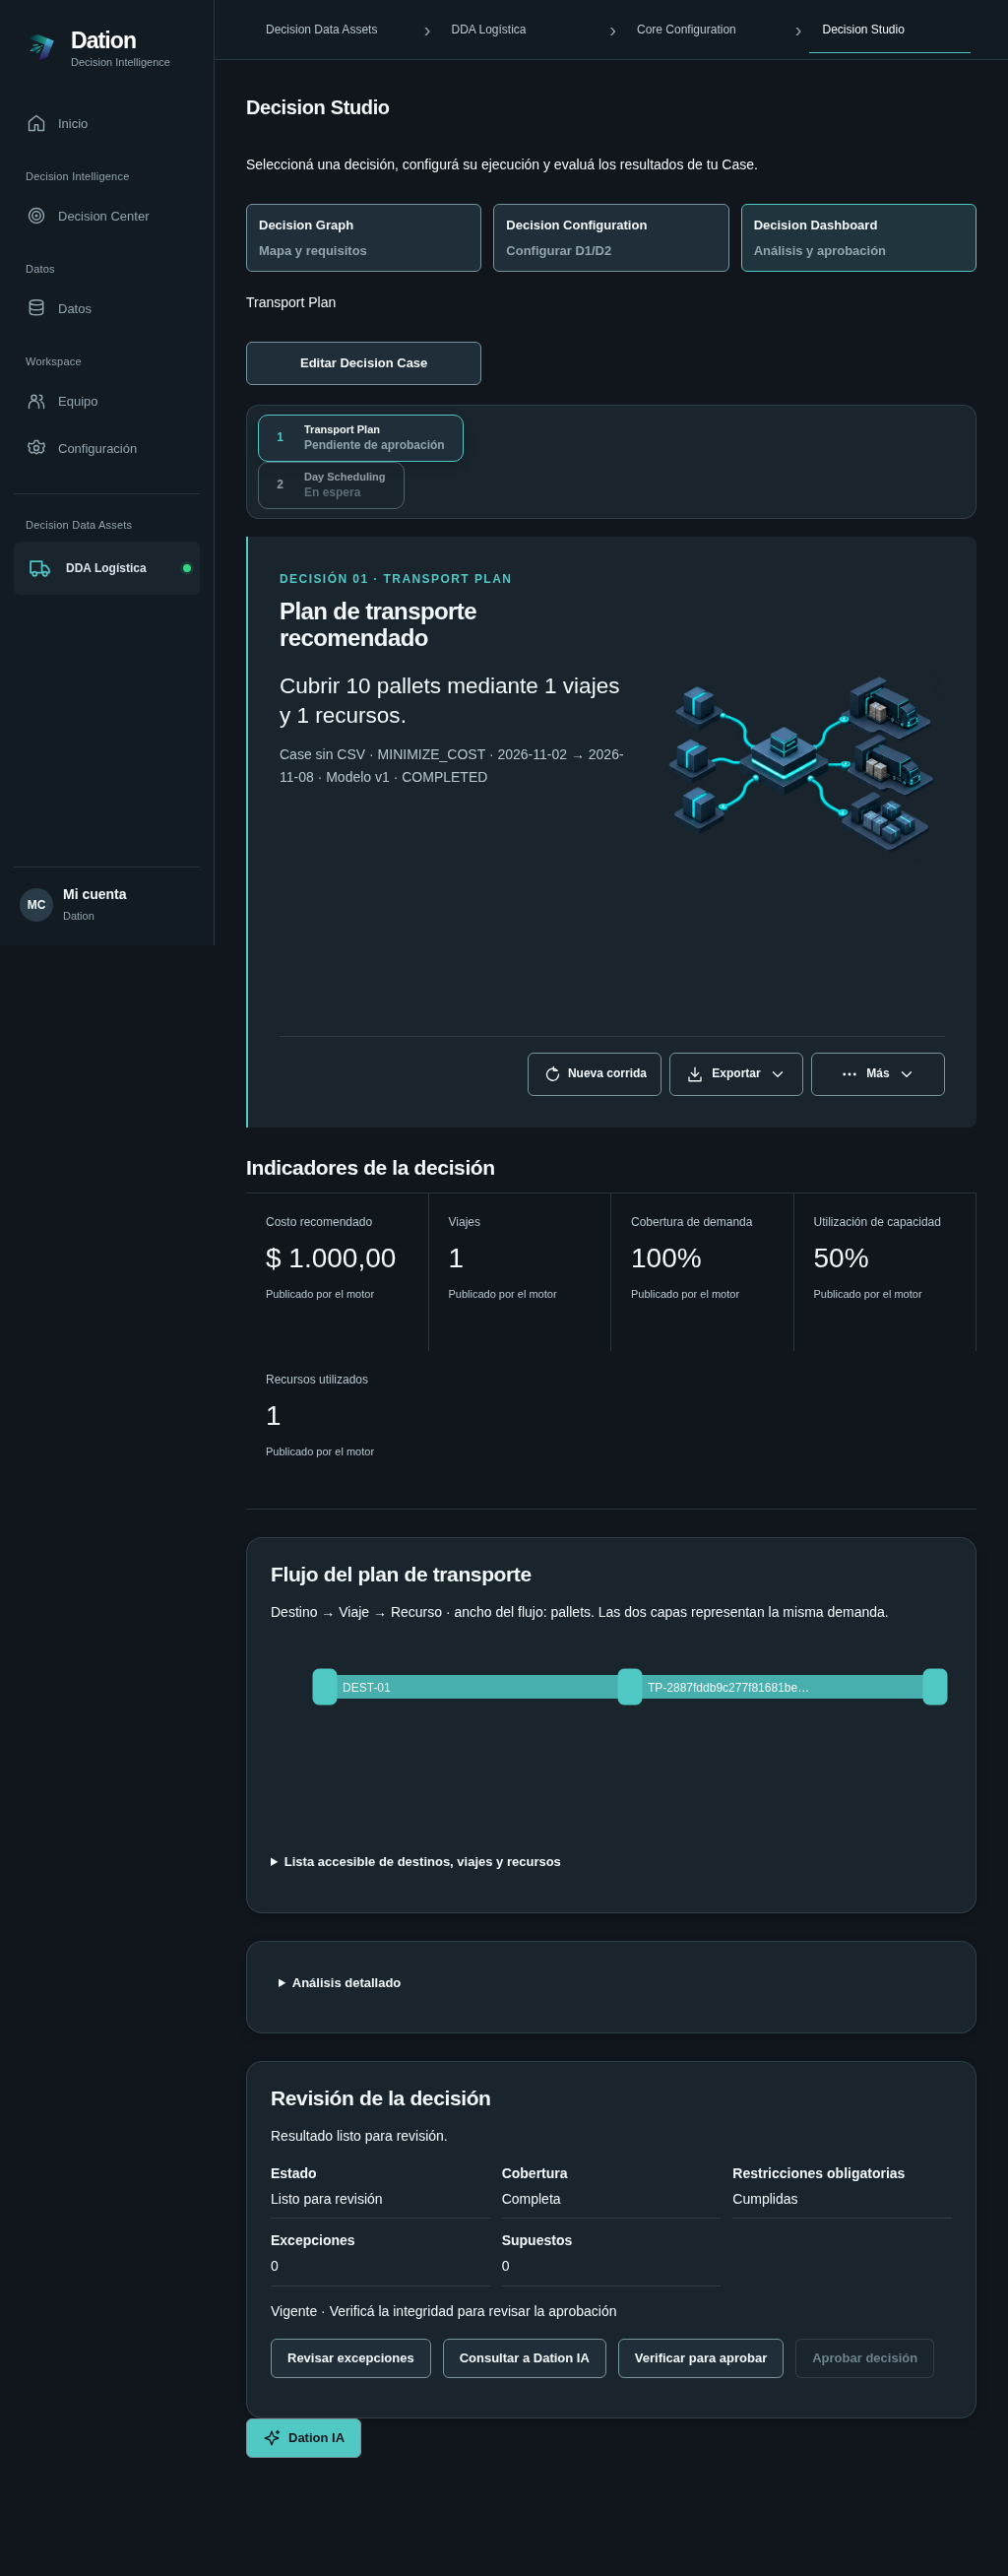 Dation
Decision Intelligence
Inicio
Decision Intelligence
Decision Center
Datos
Datos
Workspace
Equipo
Configuración
Decision Data Assets
DDA Logística
MC
Mi cuenta
Dation
Decision Data Assets
DDA Logística
Core Configuration
Decision Studio
Decision Studio
Seleccioná una decisión, configurá su ejecución y evaluá los resultados de tu Case.
Decision Graph
Mapa y requisitos
Decision Configuration
Configurar D1/D2
Decision Dashboard
Análisis y aprobación
Transport Plan
Editar Decision Case
1
Transport Plan
Pendiente de aprobación
2
Day Scheduling
En espera
DECISIÓN 01 · TRANSPORT PLAN
Plan de transporte
recomendado
Cubrir 10 pallets mediante 1 viajes
y 1 recursos.
Case sin CSV · MINIMIZE_COST · 2026-11-02 → 2026-
11-08 · Modelo v1 · COMPLETED
Nueva corrida
Exportar
Más
Indicadores de la decisión
Costo recomendado
$ 1.000,00
Publicado por el motor
Viajes
1
Publicado por el motor
Cobertura de demanda
100%
Publicado por el motor
Utilización de capacidad
50%
Publicado por el motor
Recursos utilizados
1
Publicado por el motor
Flujo del plan de transporte
Destino → Viaje → Recurso · ancho del flujo: pallets. Las dos capas representan la misma demanda.
DEST-01
TP-2887fddb9c277f81681be…
Lista accesible de destinos, viajes y recursos
Análisis detallado
Revisión de la decisión
Resultado listo para revisión.
Estado
Listo para revisión
Cobertura
Completa
Restricciones obligatorias
Cumplidas
Excepciones
0
Supuestos
0
Vigente · Verificá la integridad para revisar la aprobación
Revisar excepciones
Consultar a Dation IA
Verificar para aprobar
Aprobar decisión
Dation IA